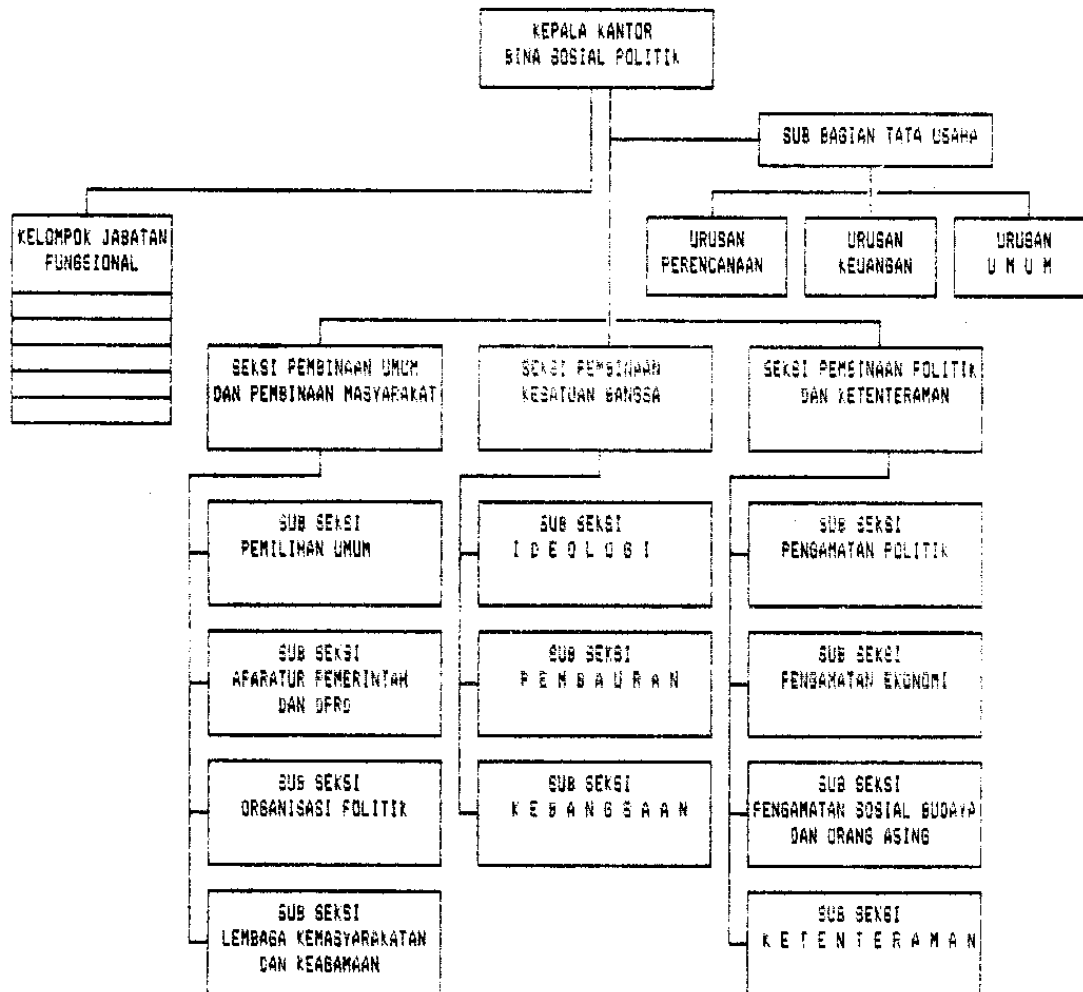 KEPALA KANTOR
BINA SOSIAL POLITIK
SUB BAGIAN TATA USAHA
KELOMPOK JABATAN
FUNGSIONAL
URUSAN
PERENCANAAN
URUSAN
KEUANGAN
URUSAN
U M U M
SEKSI PEMBINAAN UMUM
DAN PEMBINAAN MASYARAKAT
SEKSI PEMBINAAN
KESATUAN BANGSA
SEKSI PEMBINAAN POLITIK
DAN KETENTERAMAN
SUB SEKSI
PEMILIHAN UMUM
SUB SEKSI
I D E O L O G I
SUB SEKSI
PENGAMATAN POLITIK
SUB SEKSI
APARATUR PEMERINTAH
DAN DPRD
SUB SEKSI
P E M B A U R A N
SUB SEKSI
PENGAMATAN EKONOMI
SUB SEKSI
ORGANISASI POLITIK
SUB SEKSI
K E B A N G S A A N
SUB SEKSI
PENGAMATAN SOSIAL BUDAYA
DAN ORANG ASING
SUB SEKSI
LEMBAGA KEMASYARAKATAN
DAN KEAGAMAAN
SUB SEKSI
K E T E N T E R A M A N